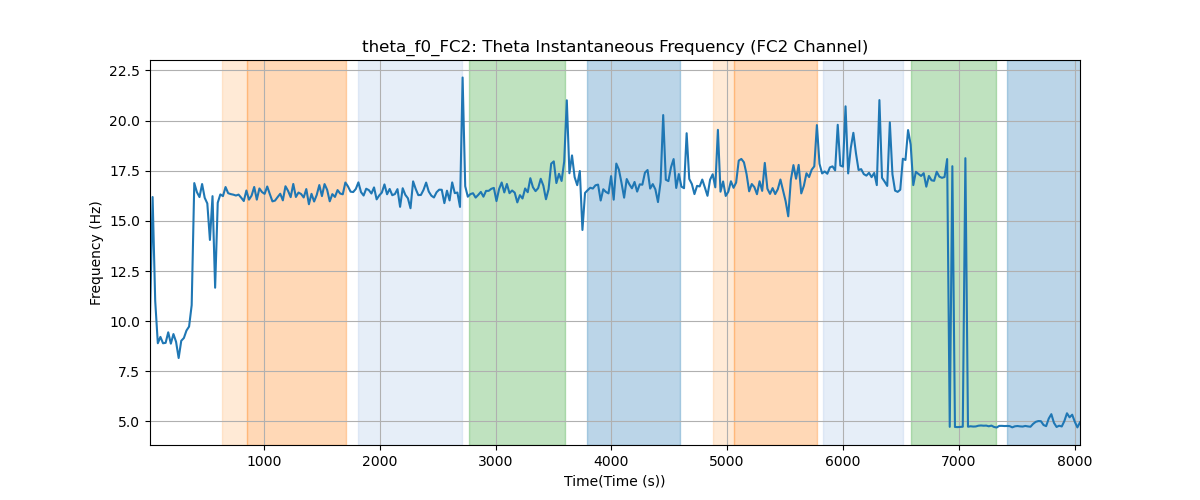 theta_f0_FC2: Theta Instantaneous Frequency (FC2 Channel)
Frequency (Hz)
22.5
20.0
17.5
15.0
12.5
10.0
7.5
5.0
1000 2000 3000 4000 5000 6000 7000 8000
Time(Time (s))